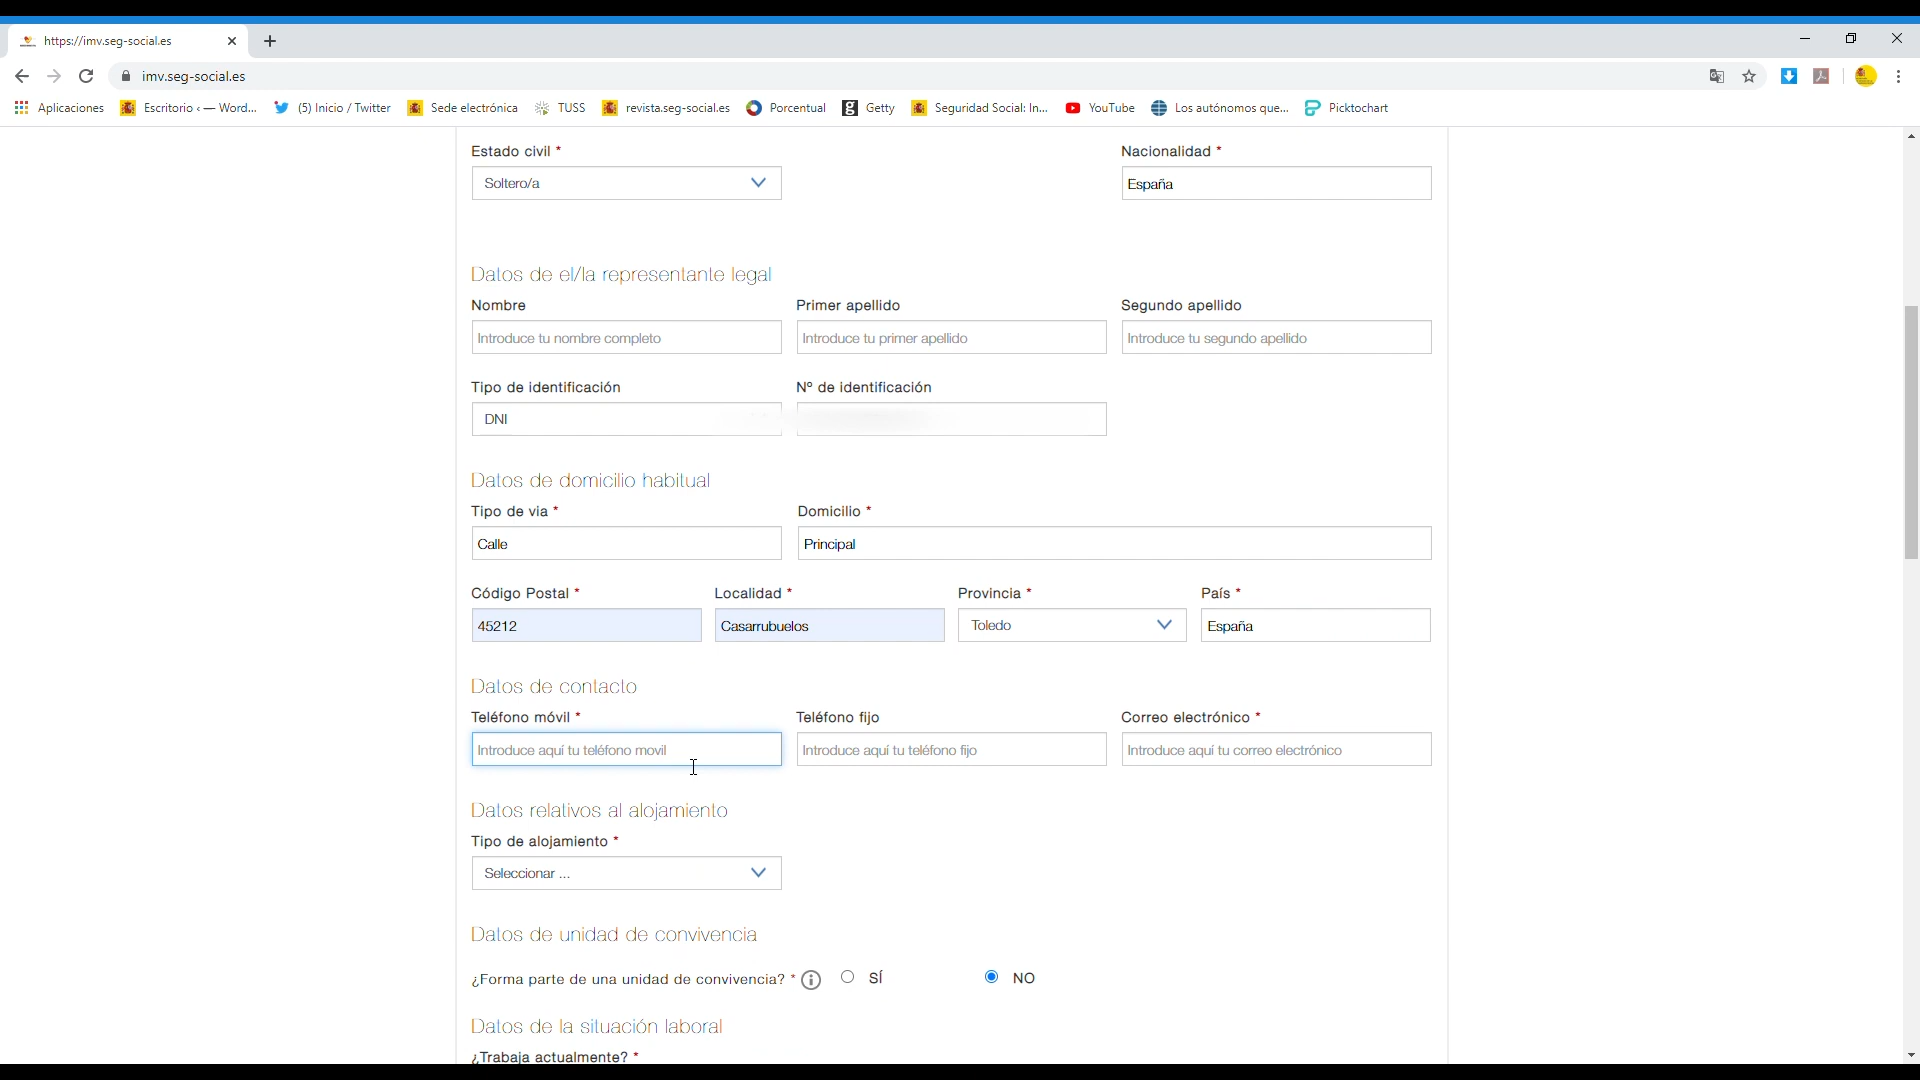 https://imv.seg-social.es
imv.seg-social.es
Aplicaciones Escritorio ‹ — Word... (5) Inicio / Twitter Sede electrónica TUSS revista.seg-social.es Porcentual Getty Seguridad Social: In... YouTube Los autónomos que... Picktochart
Estado civil * Nacionalidad *
Soltero/a España
Datos de el/la representante legal
Nombre Primer apellido Segundo apellido
Introduce tu nombre completo Introduce tu primer apellido Introduce tu segundo apellido
Tipo de identificación Nº de identificación
DNI
Datos de domicilio habitual
Tipo de via * Domicilio *
Calle Principal
Código Postal * Localidad * Provincia * País *
45212 Casarrubuelos Toledo España
Datos de contacto
Teléfono móvil * Teléfono fijo Correo electrónico *
Introduce aquí tu teléfono movil Introduce aquí tu teléfono fijo Introduce aquí tu correo electrónico
Datos relativos al alojamiento
Tipo de alojamiento *
Seleccionar ...
Datos de unidad de convivencia
¿Forma parte de una unidad de convivencia? * SÍ NO
Datos de la situación laboral
¿Trabaja actualmente? *